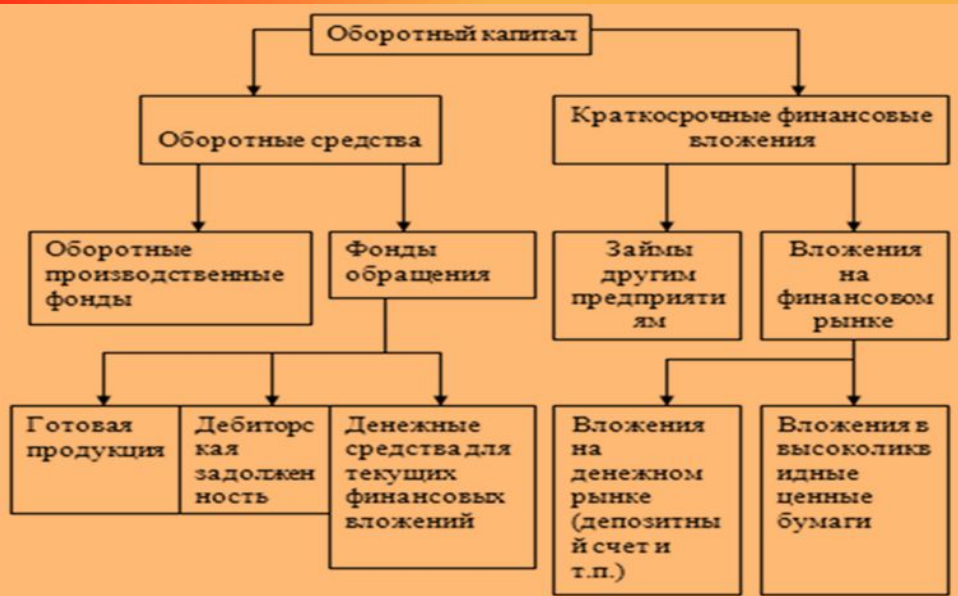 Оборотный капитал
Оборотные средства
Краткосрочные финансовые
вложения
Оборотные
производственные
фонды
Фонды
обращения
Займы
другим
предприяти
ям
Вложения
на
финансовом
рынке
Готовая
продукция
Дебиторс
кая
задолжен
ность
Денежные
средства для
текущих
финансовых
вложений
Вложения
на
денежном
рынке
(депозитны
й счет и
т.п.)
Вложения в
высоколикв
идные
ценные
бумаги